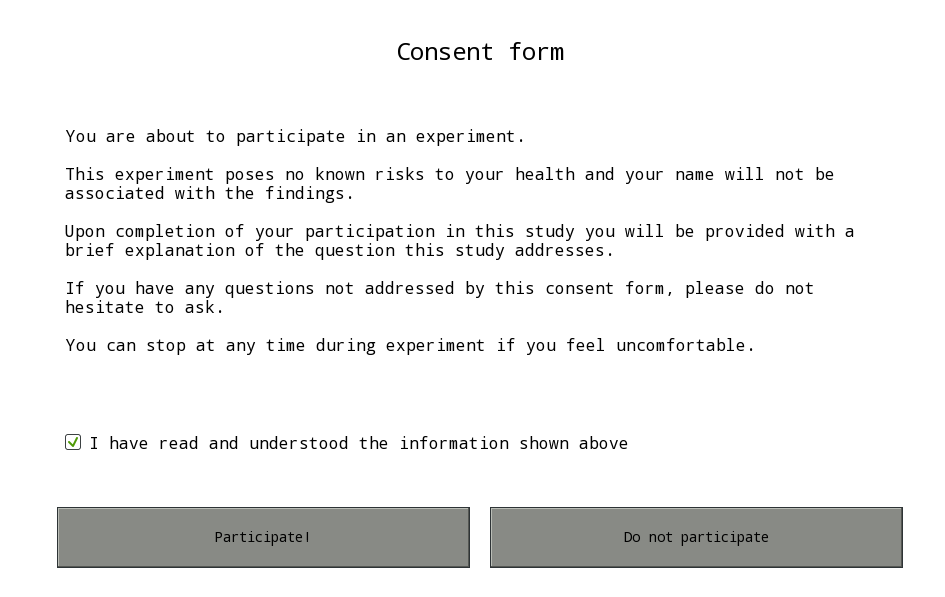 Consent form
You are about to participate in an experiment.
This experiment poses no known risks to your health and your name will not be
associated with the findings.
Upon completion of your participation in this study you will be provided with a
brief explanation of the question this study addresses.
If you have any questions not addressed by this consent form, please do not
hesitate to ask.
You can stop at any time during experiment if you feel uncomfortable.
I have read and understood the information shown above
Participate!
Do not participate